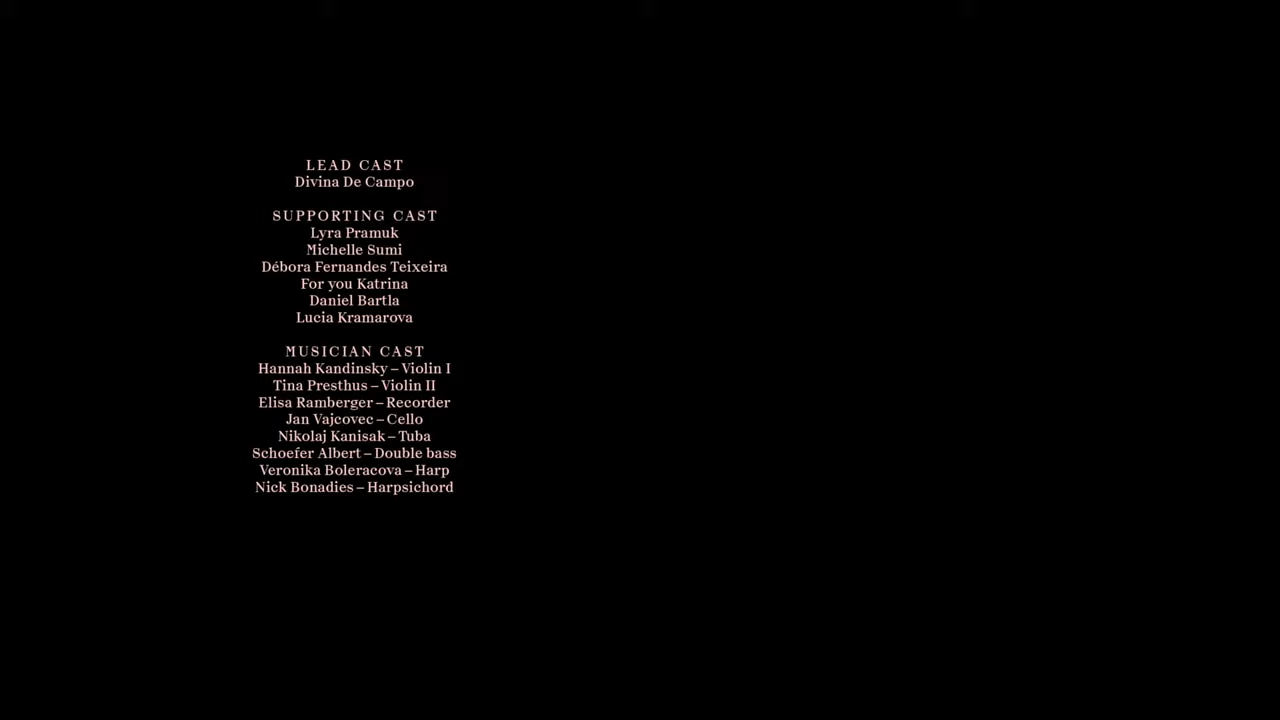 LEAD CAST
Divina De Campo
SUPPORTING CAST
Lyra Pramuk
Michelle Sumi
Débora Fernandes Teixeira
For you Katrina
Daniel Bartla
Lucia Kramarova
MUSICIAN CAST
Hannah Kandinsky – Violin I
Tina Presthus – Violin II
Elisa Ramberger – Recorder
Jan Vajcovec – Cello
Nikolaj Kanisak – Tuba
Schoefer Albert – Double bass
Veronika Boleracova – Harp
Nick Bonadies – Harpsichord